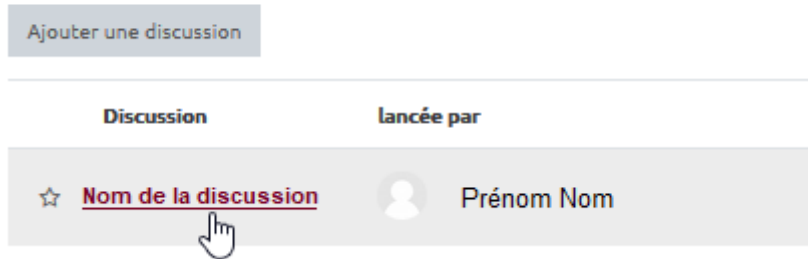 Ajouter une discussion
Discussion lancée par
Nom de la discussion Prénom Nom